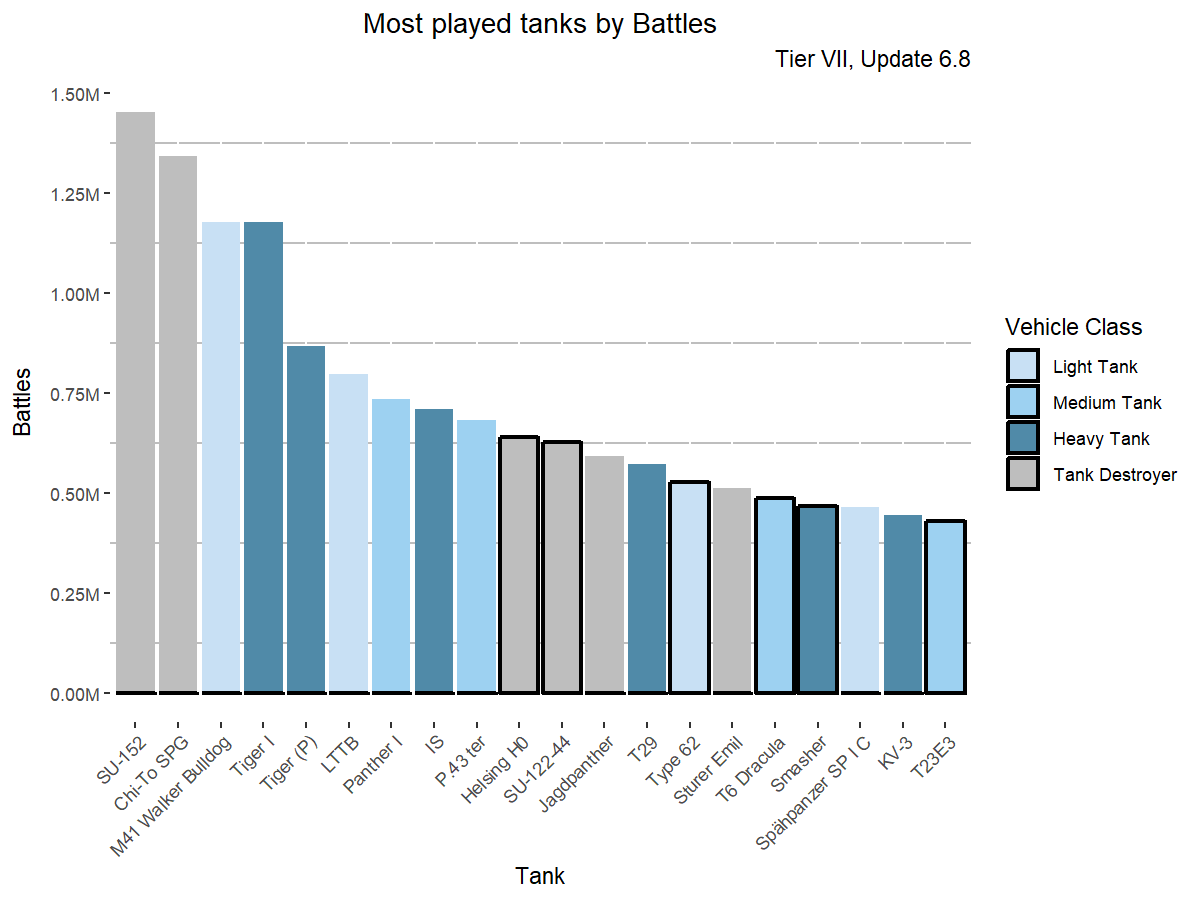 Most played tanks by Battles
Tier VII, Update 6.8
1.50M
1.25M
1.00M
0.75M
0.50M
0.25M
0.00M
Battles
SU-152
Chi-To SPG
M41 Walker Bulldog
Tiger I
Tiger (P)
LTTB
Panther I
IS
P.43 ter
Helsing H0
SU-122-44
Jagdpanther
T29
Type 62
Sturer Emil
T6 Dracula
Smasher
Spähpanzer SP I C
KV-3
T23E3
Tank
Vehicle Class
Light Tank
Medium Tank
Heavy Tank
Tank Destroyer